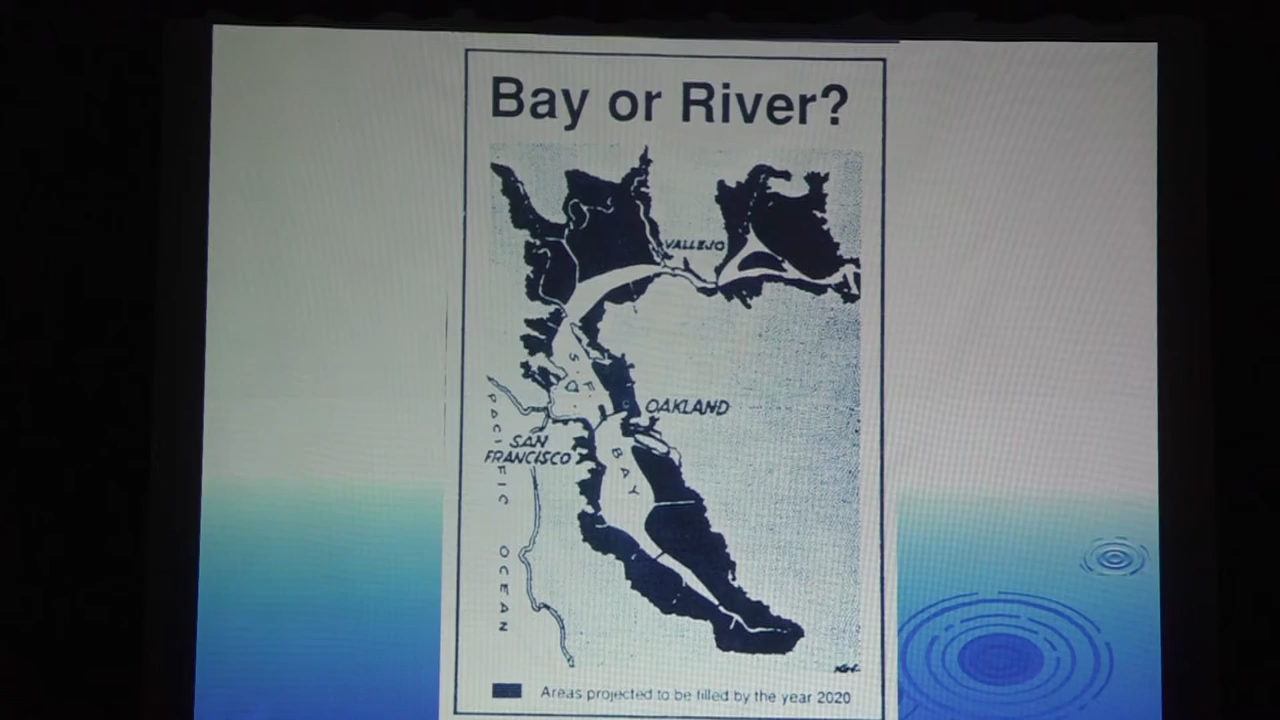 Bay or River?
VALLEJO
S. F.
OAKLAND
SAN
FRANCISCO
BAY
PACIFIC OCEAN
Areas projected to be filled by the year 2020